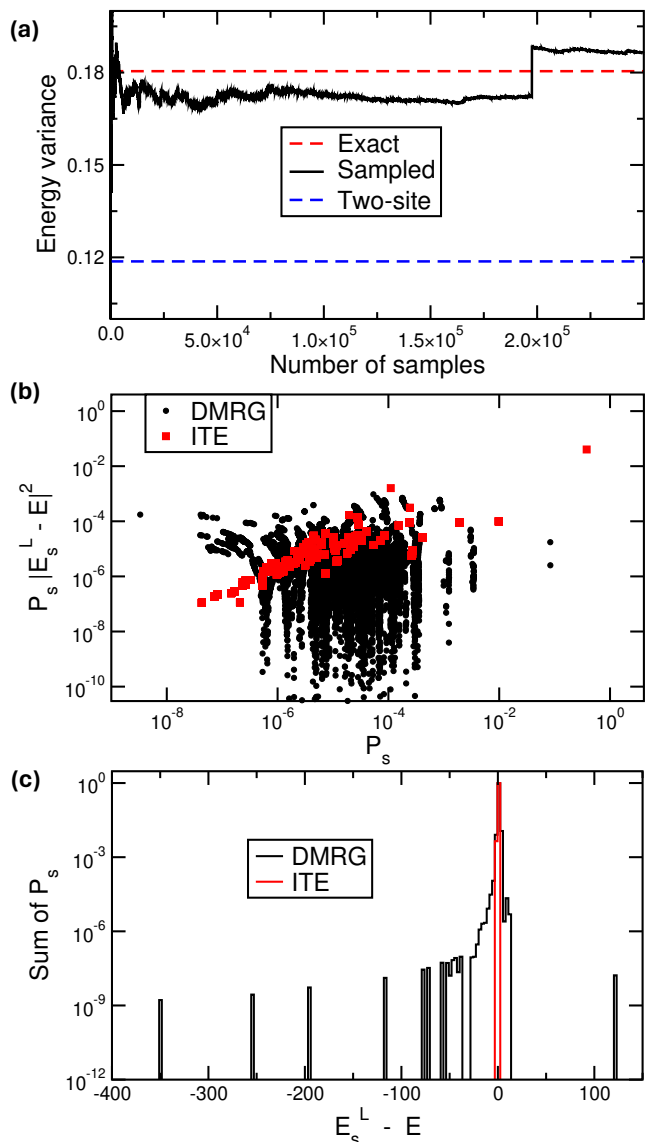 (a)
0.18
0.15
0.12
Energy variance
Exact
Sampled
Two-site
0.0
5.0×10^4
1.0×10^5
1.5×10^5
2.0×10^5
Number of samples
(b)
10^0
10^-2
10^-4
10^-6
10^-8
10^-10
P_s |E_s^L - E|^2
DMRG
ITE
10^-8
10^-6
10^-4
10^-2
10^0
P_s
(c)
10^0
10^-3
10^-6
10^-9
10^-12
Sum of P_s
DMRG
ITE
-400
-300
-200
-100
0
100
E_s^L - E